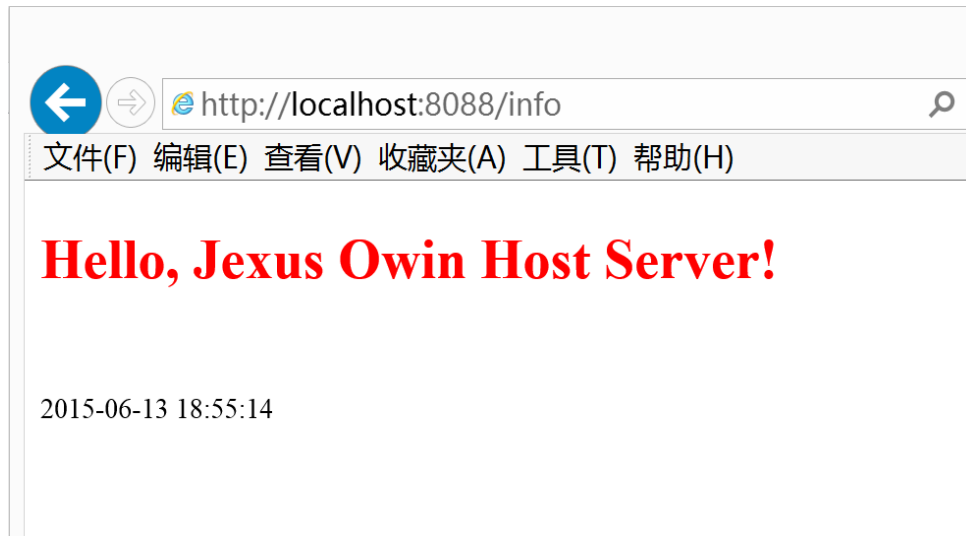 http://localhost:8088/info
文件(F) 编辑(E) 查看(V) 收藏夹(A) 工具(T) 帮助(H)
Hello, Jexus Owin Host Server!
2015-06-13 18:55:14